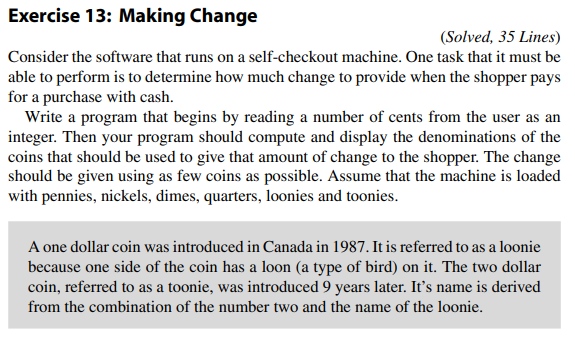 Exercise 13: Making Change
(Solved, 35 Lines)
Consider the software that runs on a self-checkout machine. One task that it must be
able to perform is to determine how much change to provide when the shopper pays
for a purchase with cash.
Write a program that begins by reading a number of cents from the user as an
integer. Then your program should compute and display the denominations of the
coins that should be used to give that amount of change to the shopper. The change
should be given using as few coins as possible. Assume that the machine is loaded
with pennies, nickels, dimes, quarters, loonies and toonies.
A one dollar coin was introduced in Canada in 1987. It is referred to as a loonie
because one side of the coin has a loon (a type of bird) on it. The two dollar
coin, referred to as a toonie, was introduced 9 years later. It’s name is derived
from the combination of the number two and the name of the loonie.